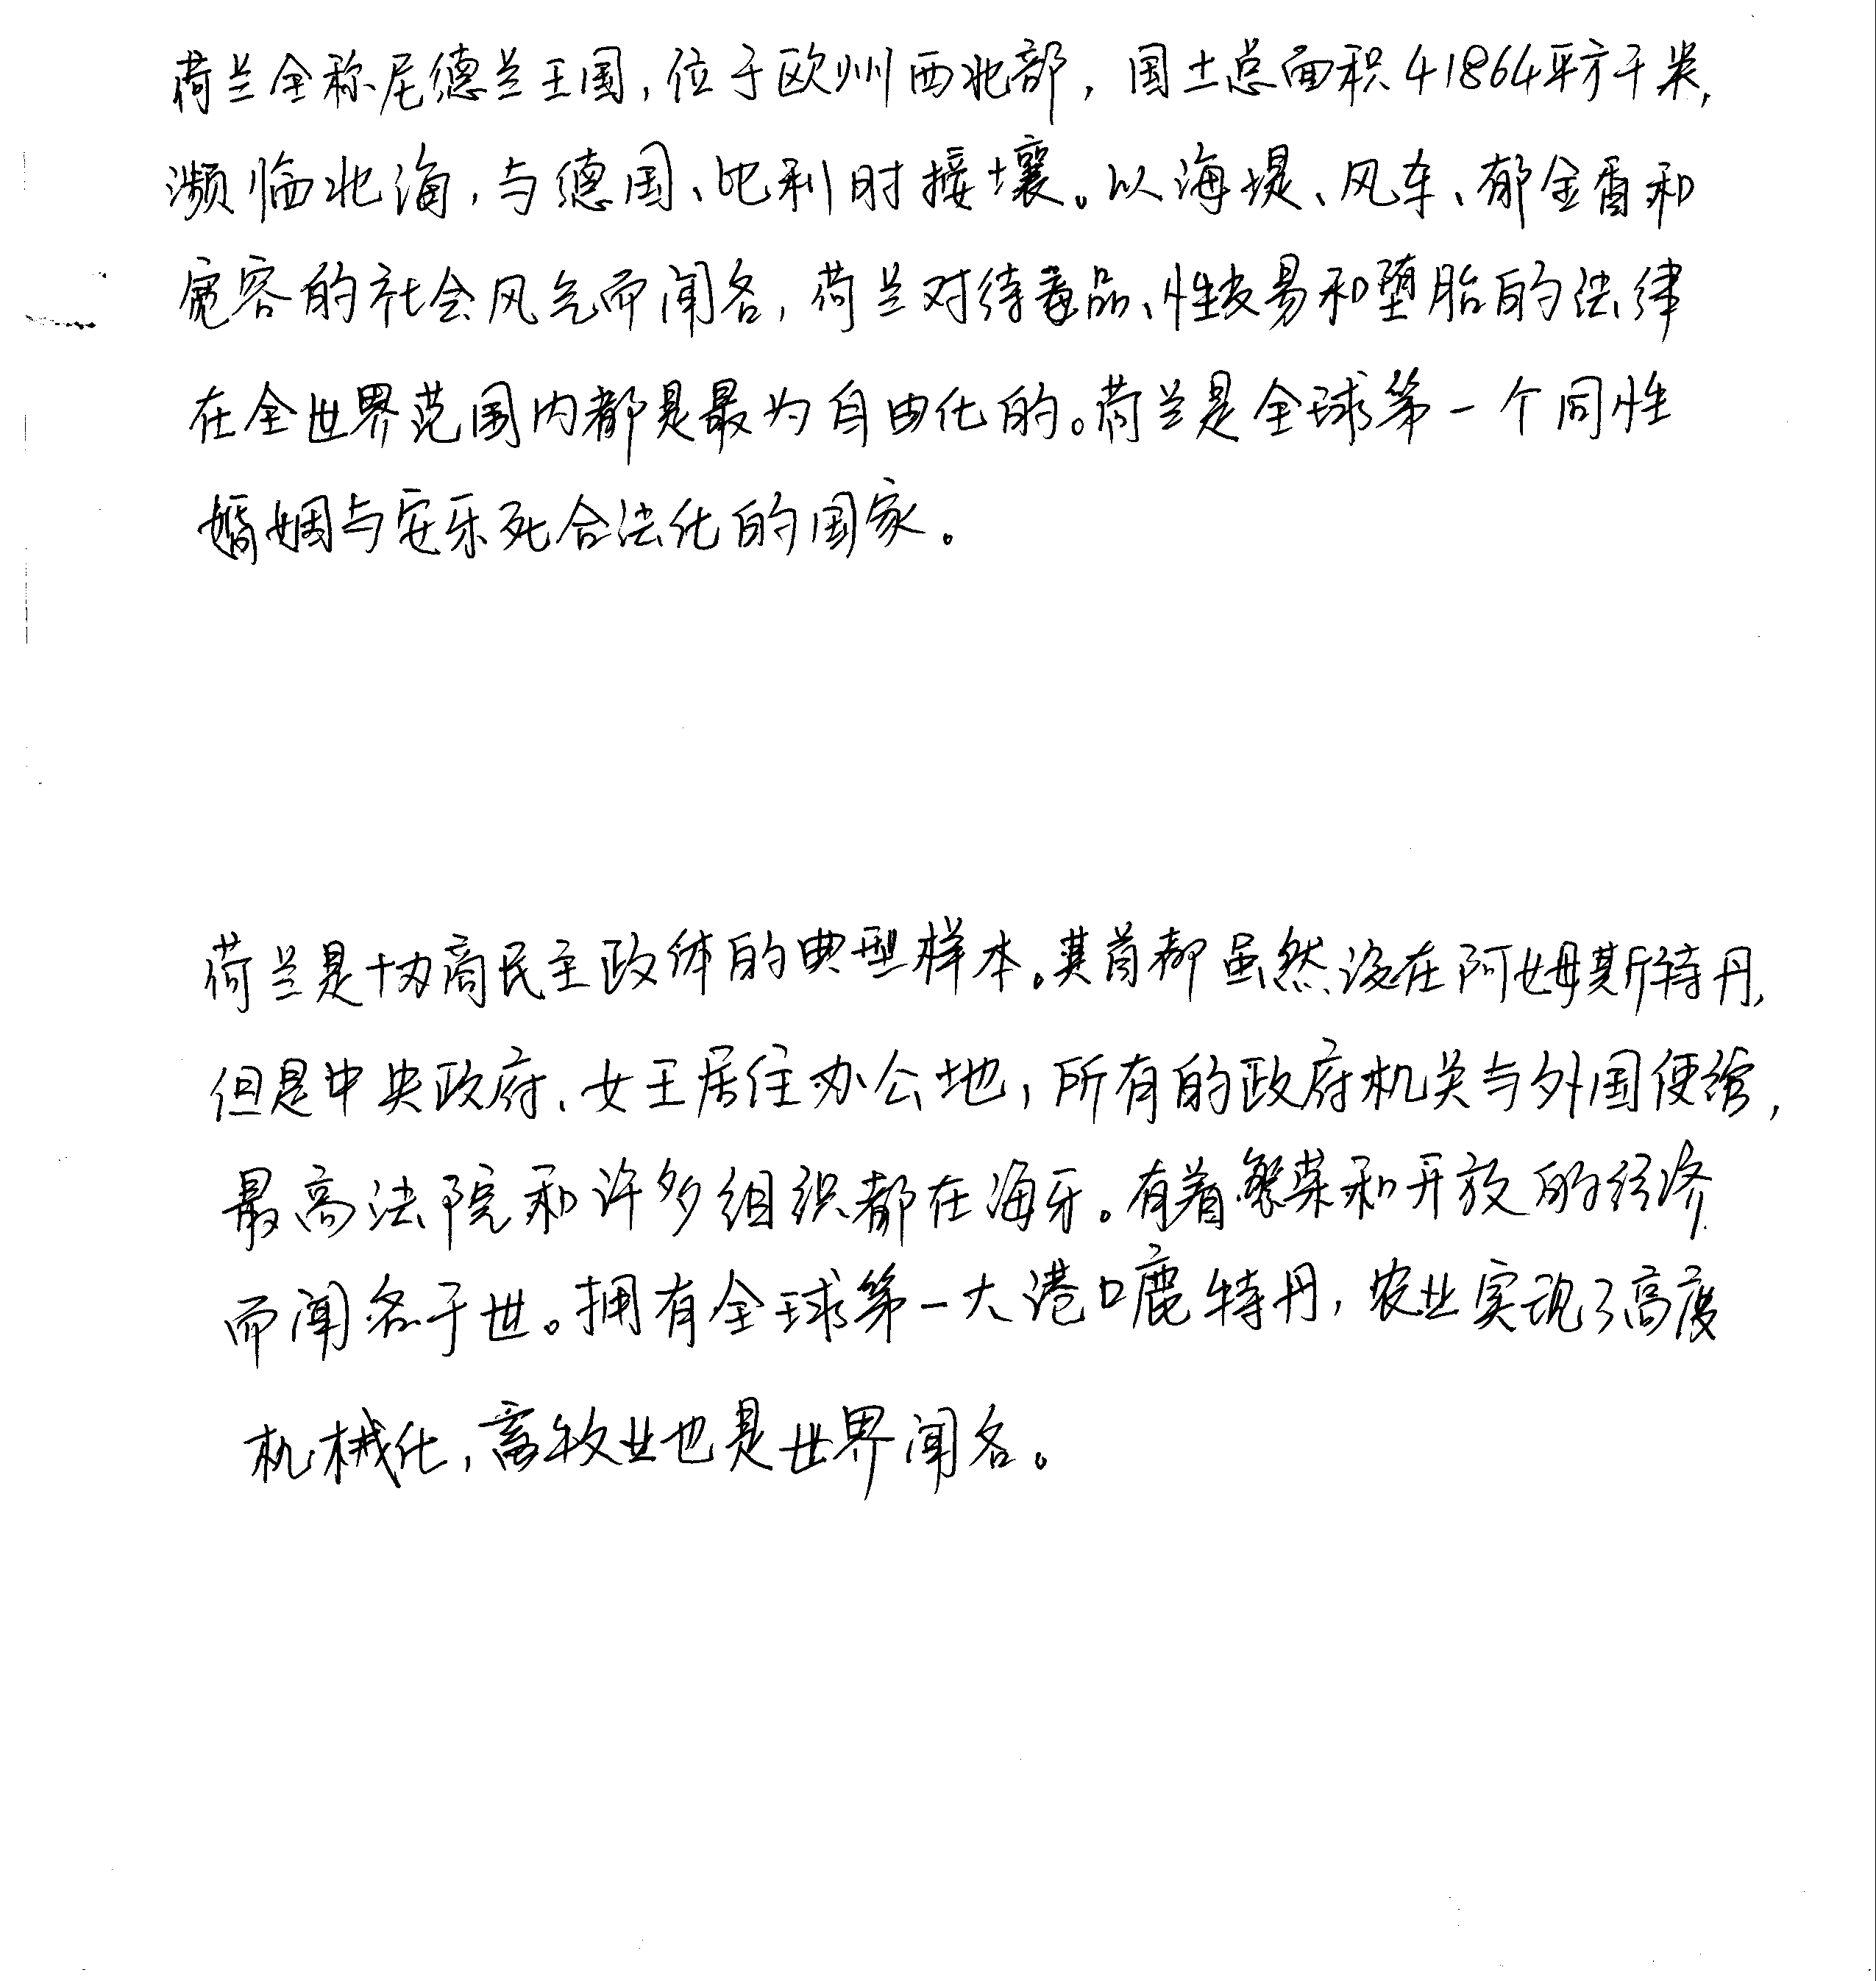 荷兰全称尼德兰王国，位于欧州西北部，国土总面积41864平方千米，
濒临北海，与德国、比利时接壤。以海堤、风车、郁金香和
宽容的社会风气而闻名，荷兰对待毒品、性交易和堕胎的法律
在全世界范围内都是最为自由化的。荷兰是全球第一个同性
婚姻与安乐死合法化的国家。
荷兰是协商民主政体的典型样本。其首都虽然设在阿姆斯特丹，
但是中央政府、女王居住办公地，所有的政府机关与外国使馆，
最高法院和许多组织都在海牙。有着繁荣和开放的经济
而闻名于世。拥有全球第一大港口鹿特丹，农业实现了高度
机械化，畜牧业也是世界闻名。